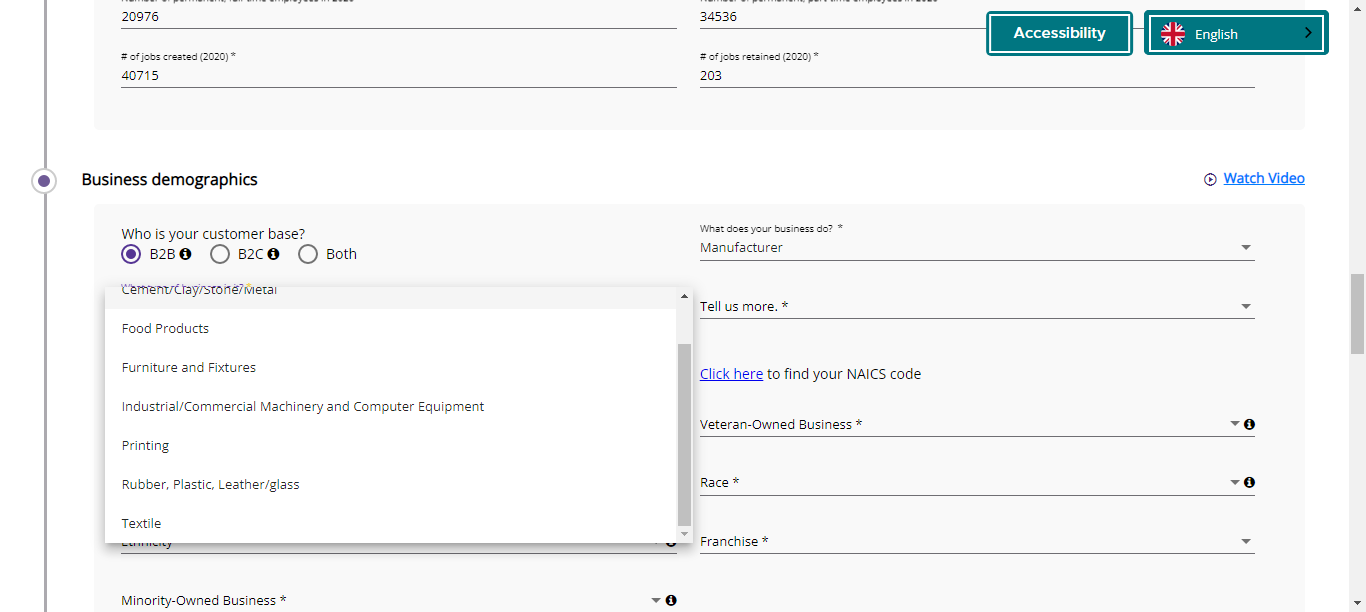 20976
34536
Accessibility
English
# of jobs created (2020) *
# of jobs retained (2020) *
40715
203
Business demographics
Watch Video
Who is your customer base?
B2B
B2C
Both
What does your business do? *
Manufacturer
Cement/Clay/Stone/Metal
Food Products
Furniture and Fixtures
Industrial/Commercial Machinery and Computer Equipment
Printing
Rubber, Plastic, Leather/glass
Textile
Tell us more. *
Click here to find your NAICS code
Veteran-Owned Business *
Race *
Ethnicity
Franchise *
Minority-Owned Business *